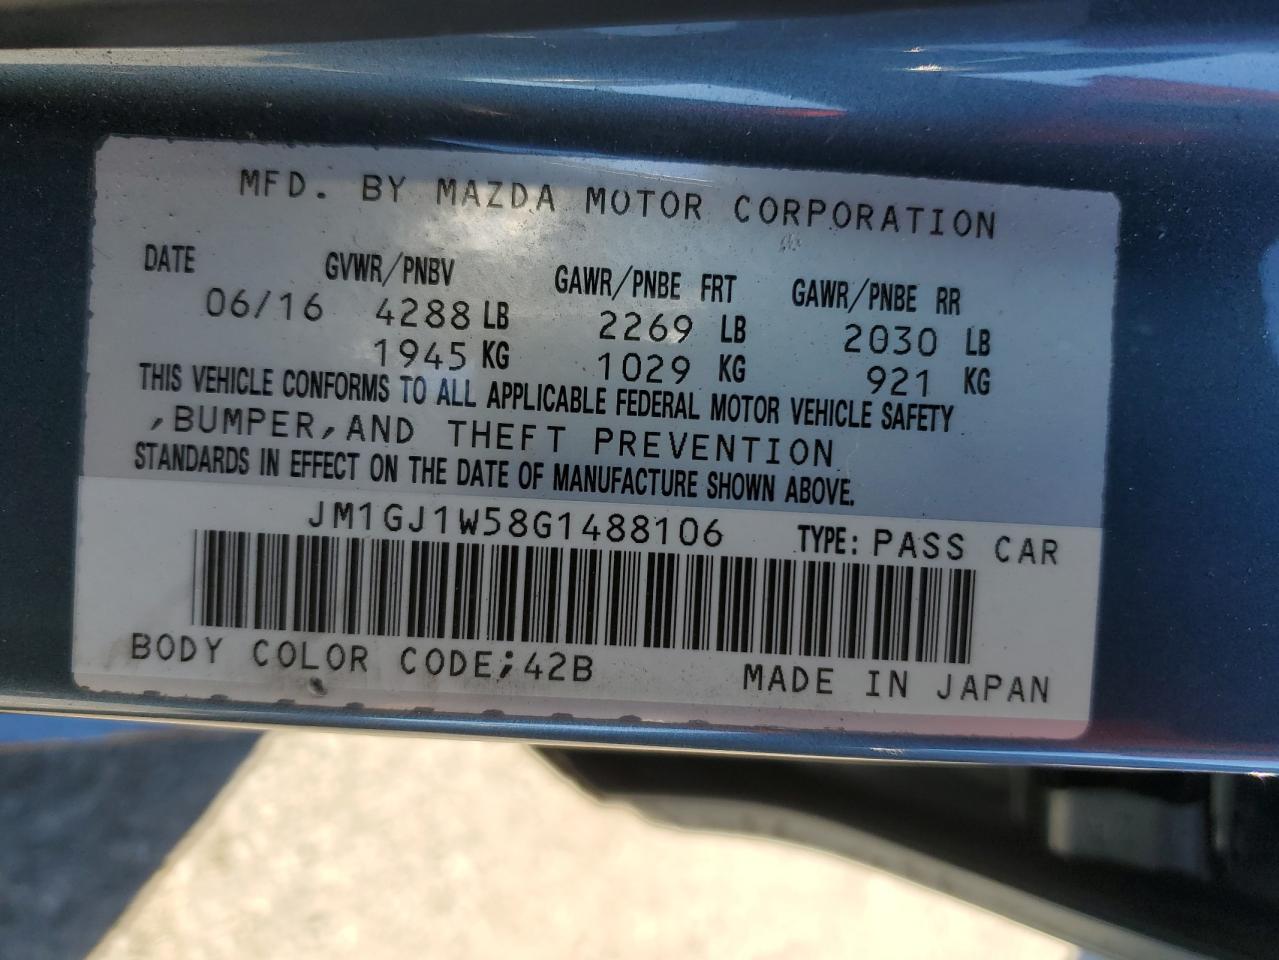 MFD. BY MAZDA MOTOR CORPORATION
DATE GVWR/PNBV GAWR/PNBE FRT GAWR/PNBE RR
06/16 4288 LB 2269 LB 2030 LB
1945 KG 1029 KG 921 KG
THIS VEHICLE CONFORMS TO ALL APPLICABLE FEDERAL MOTOR VEHICLE SAFETY
,BUMPER,AND THEFT PREVENTION
STANDARDS IN EFFECT ON THE DATE OF MANUFACTURE SHOWN ABOVE.
JM1GJ1W58G1488106 TYPE: PASS CAR
BODY COLOR CODE;42B MADE IN JAPAN